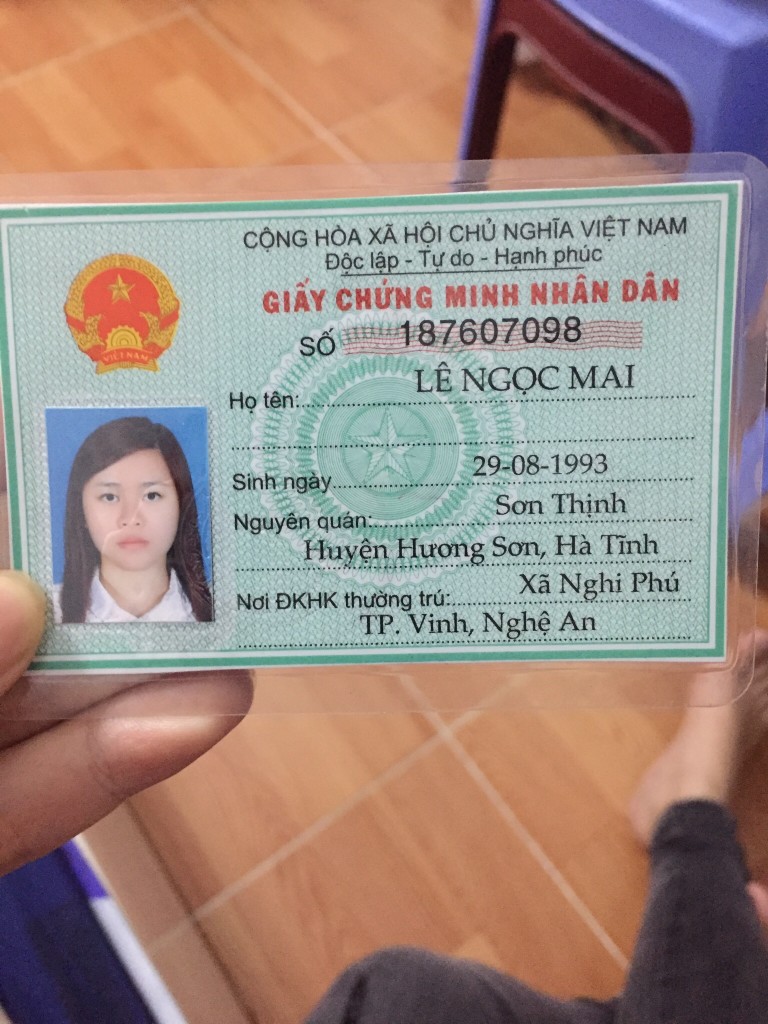 CỘNG HÒA XÃ HỘI CHỦ NGHĨA VIỆT NAM
Độc lập - Tự do - Hạnh phúc
GIẤY CHỨNG MINH NHÂN DÂN
SỐ 187607098
Họ tên: LÊ NGỌC MAI
Sinh ngày 29-08-1993
Nguyên quán: Sơn Thịnh
Huyện Hương Sơn, Hà Tĩnh
Nơi ĐKHK thường trú: Xã Nghi Phú
TP. Vinh, Nghệ An
VIỆT NAM